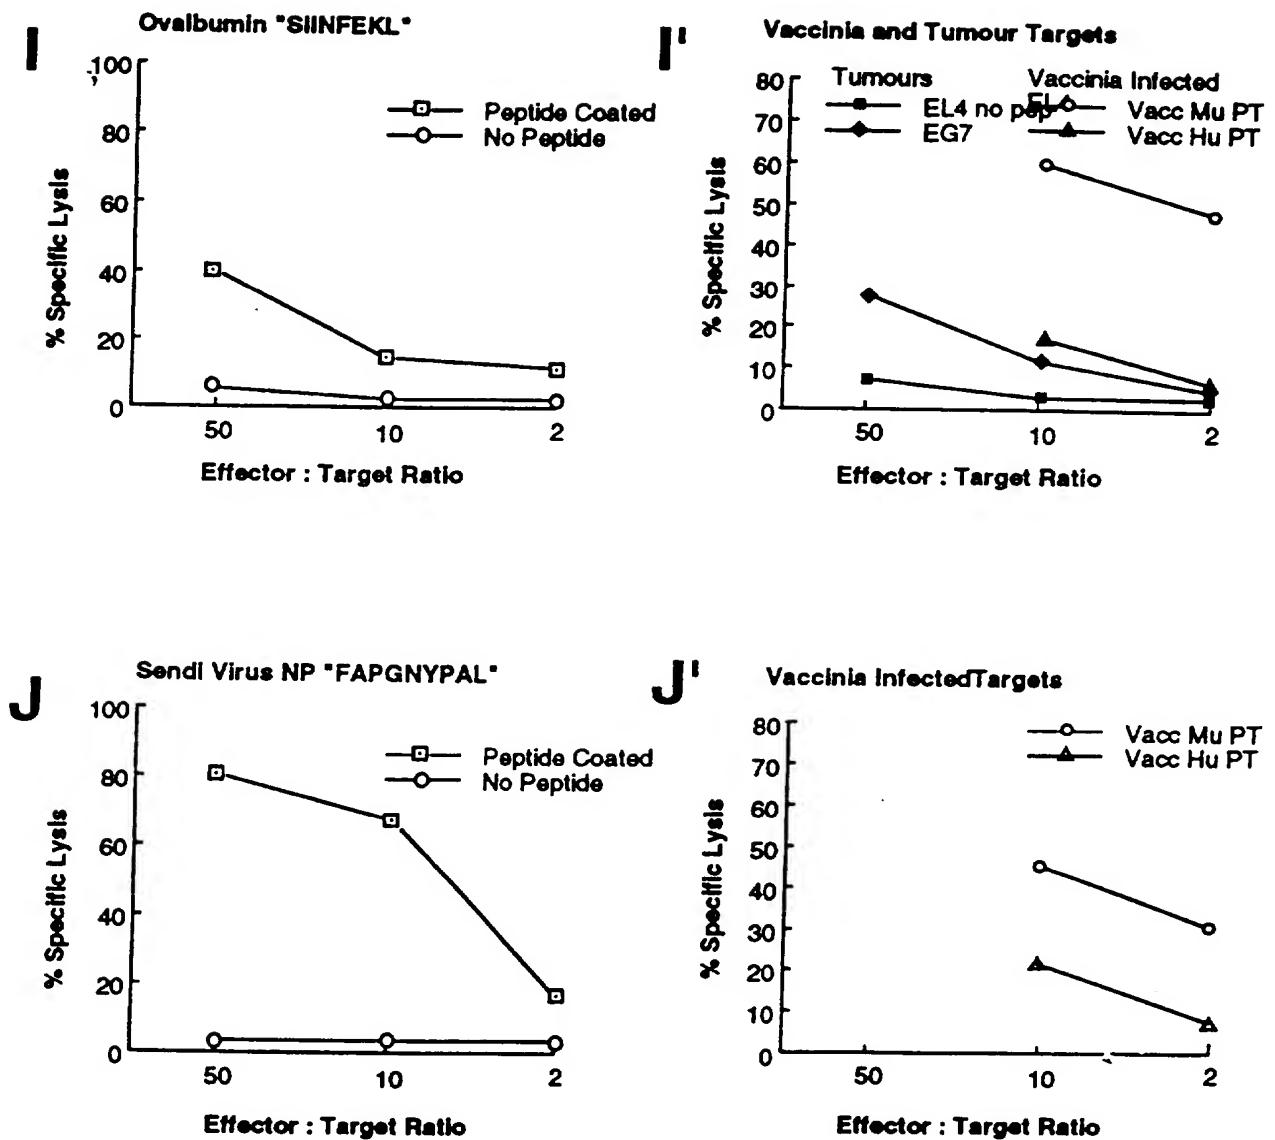 I
Ovalbumin "SIINFEKL"
100
80
60
40
20
0
% Specific Lysis
Peptide Coated
No Peptide
50 10 2
Effector : Target Ratio
I'
Vaccinia and Tumour Targets
80
70
60
50
40
30
20
10
0
% Specific Lysis
Tumours
EL4 no pep
EG7
Vaccinia Infected
Vacc Mu PT
Vacc Hu PT
50 10 2
Effector : Target Ratio
J
Sendi Virus NP "FAPGNYPAL"
100
80
60
40
20
0
% Specific Lysis
Peptide Coated
No Peptide
50 10 2
Effector : Target Ratio
J'
Vaccinia InfectedTargets
80
70
60
50
40
30
20
10
0
% Specific Lysis
Vacc Mu PT
Vacc Hu PT
50 10 2
Effector : Target Ratio